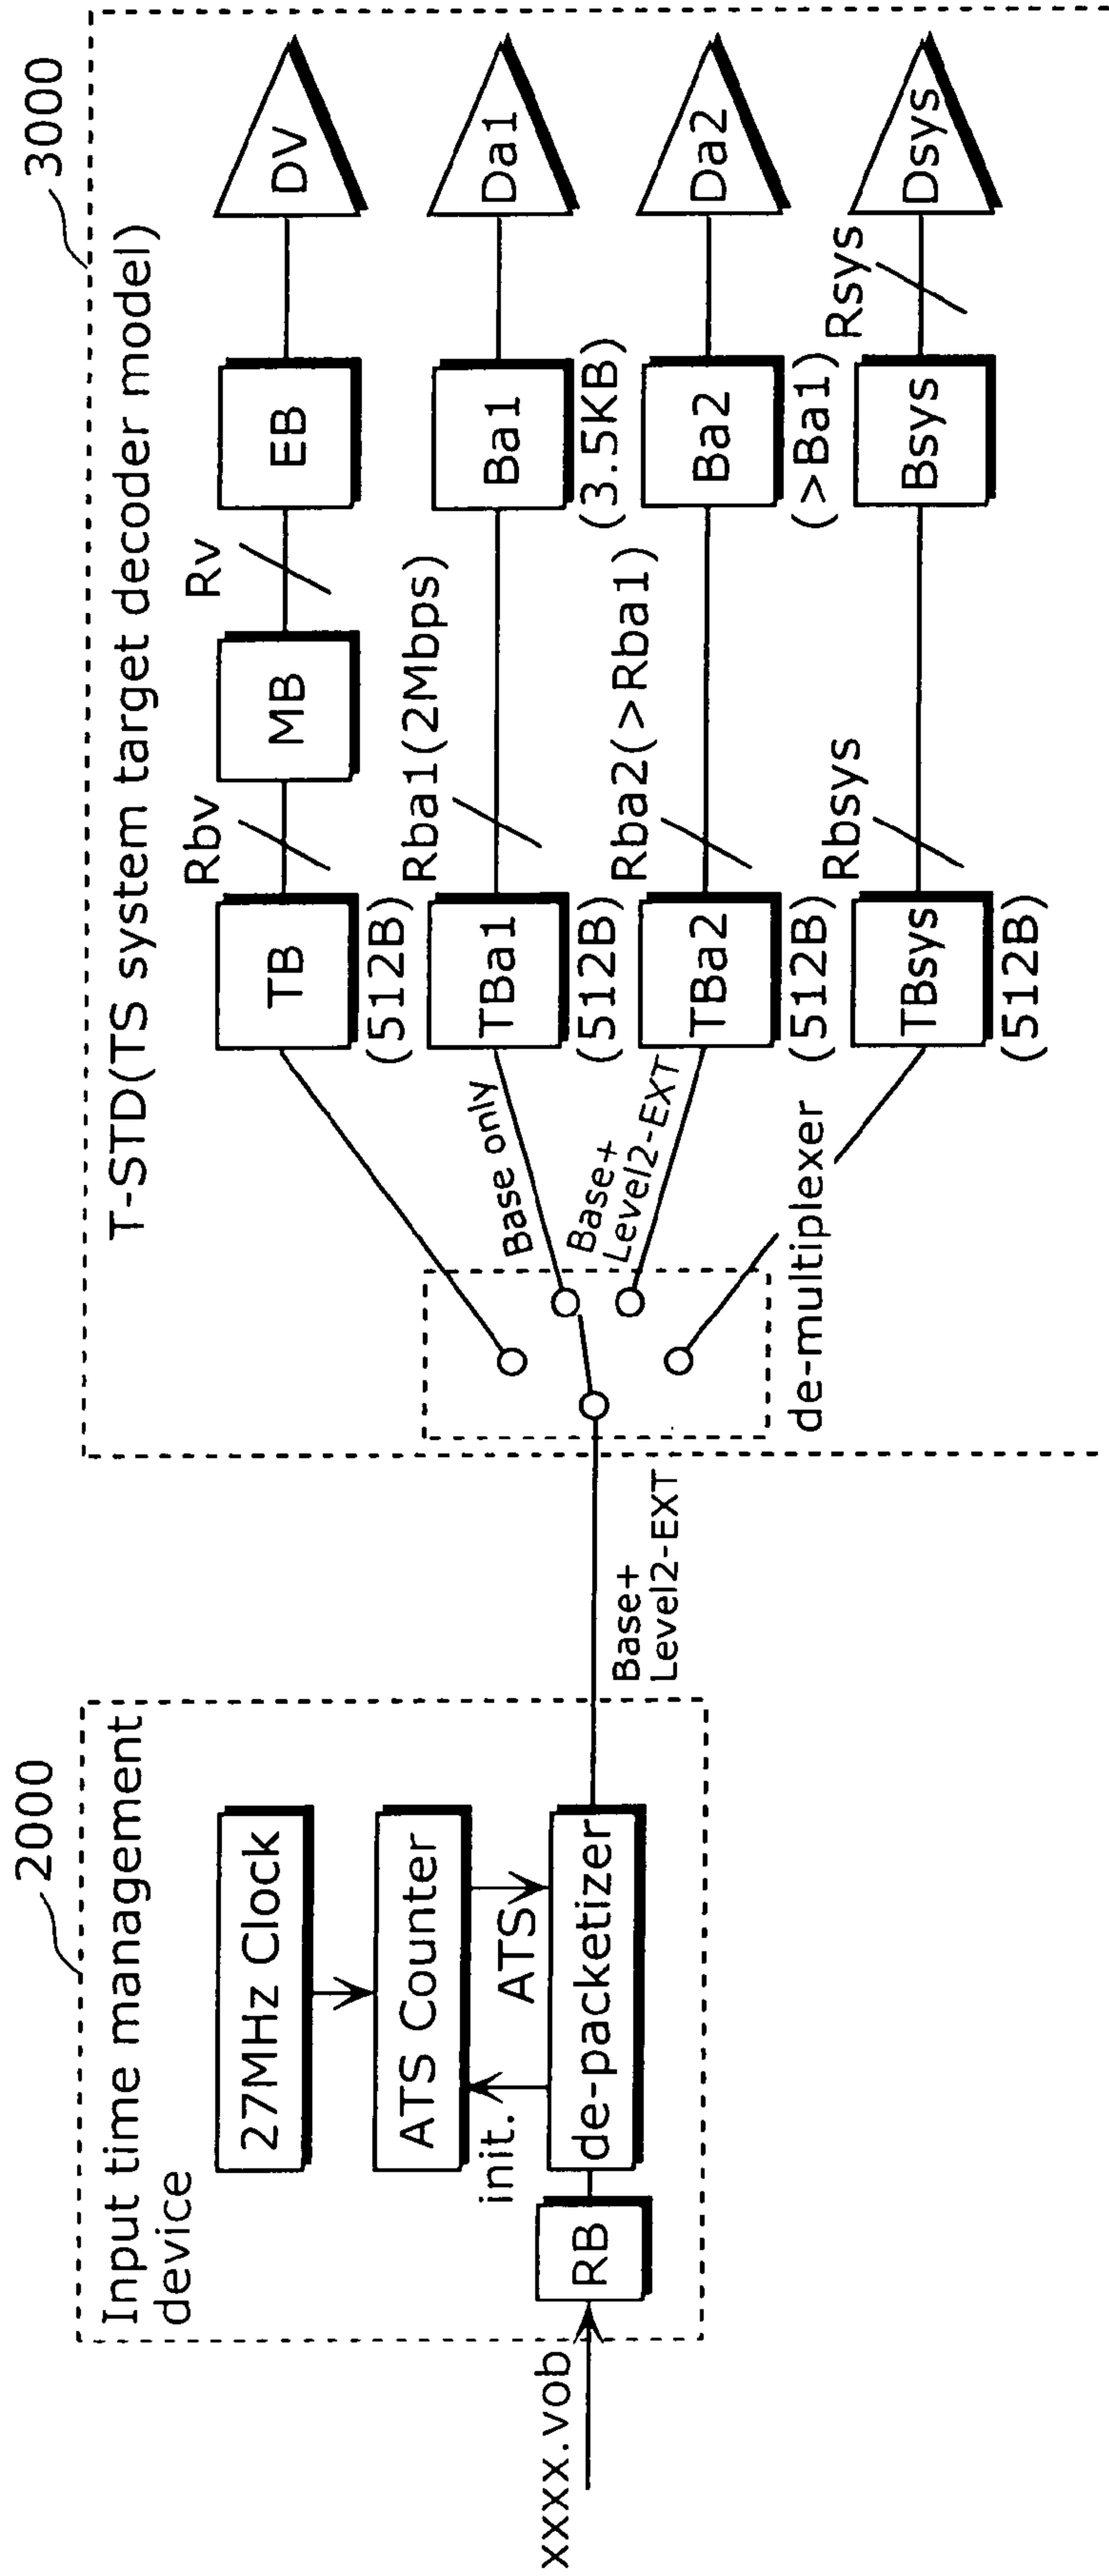 2000
Input time management
device
27MHz Clock
ATS Counter
init.
ATS
xxxx.vob
RB
de-packetizer
Base+
Level2-EXT
3000
T-STD(TS system target decoder model)
TB
(512B)
Rbv
MB
Rv
EB
DV
Base only
TBa1
(512B)
Rba1(2Mbps)
Ba1
(3.5KB)
Da1
Base+
Level2-EXT
TBa2
(512B)
Rba2(>Rba1)
Ba2
(>Ba1)
Da2
de-multiplexer
TBsys
(512B)
Rbsys
Bsys
Rsys
Dsys